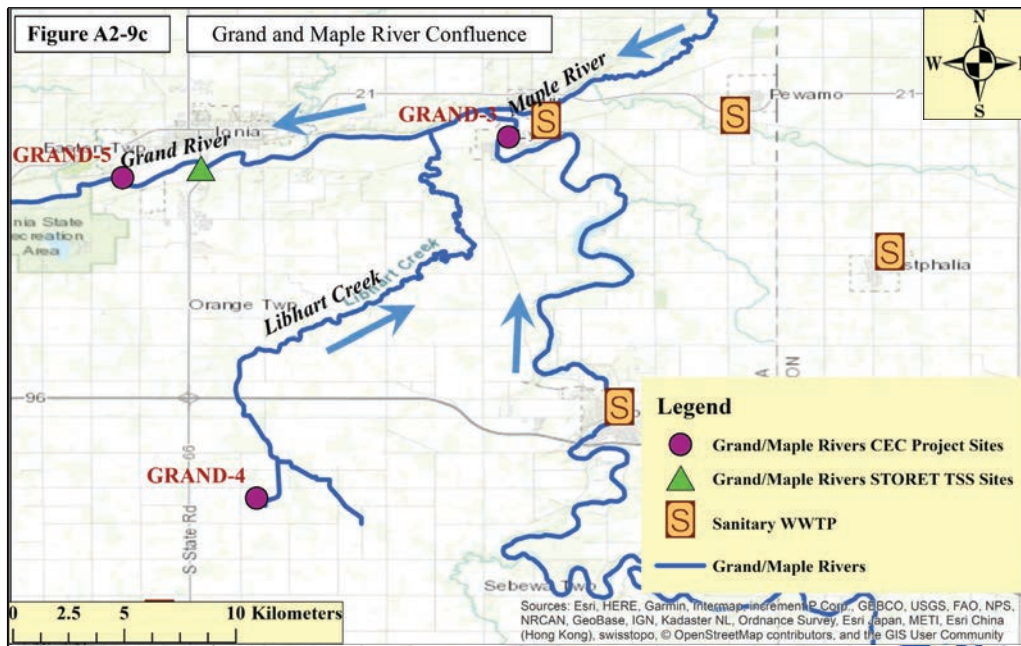 Figure A2-9c
Grand and Maple River Confluence
N
W
S
Maple River
21
Pewamo
21
GRAND-3
Ionia
Grand River
GRAND-5
Recreation
Area
Libhart Creek
Libhart Creek
Orange Twp
96
66
S State Rd
GRAND-4
Sebewa Two
S
S
S
S
Legend
Grand/Maple Rivers CEC Project Sites
Grand/Maple Rivers STORET TSS Sites
S Sanitary WWTP
Grand/Maple Rivers
0 2.5 5 10 Kilometers
Sources: Esri, HERE, Garmin, Intermap, increment P Corp., GEBCO, USGS, FAO, NPS,
NRCAN, GeoBase, IGN, Kadaster NL, Ordnance Survey, Esri Japan, METI, Esri China
(Hong Kong), swisstopo, © OpenStreetMap contributors, and the GIS User Community